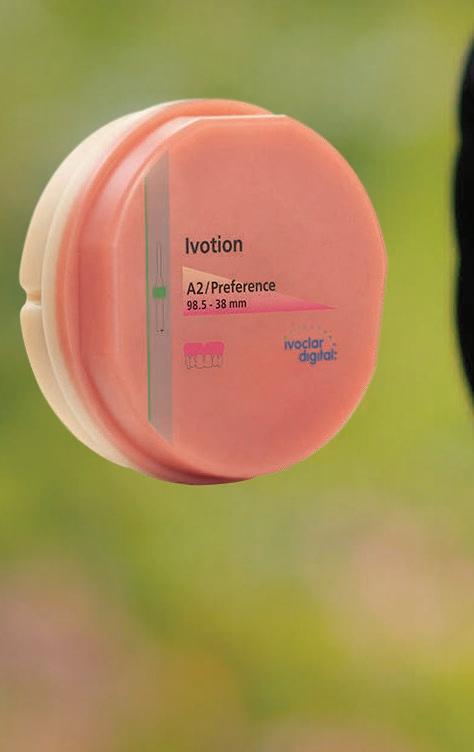 Ivotion
A2/Preference
98.5 - 38 mm
ivoclar
digital: